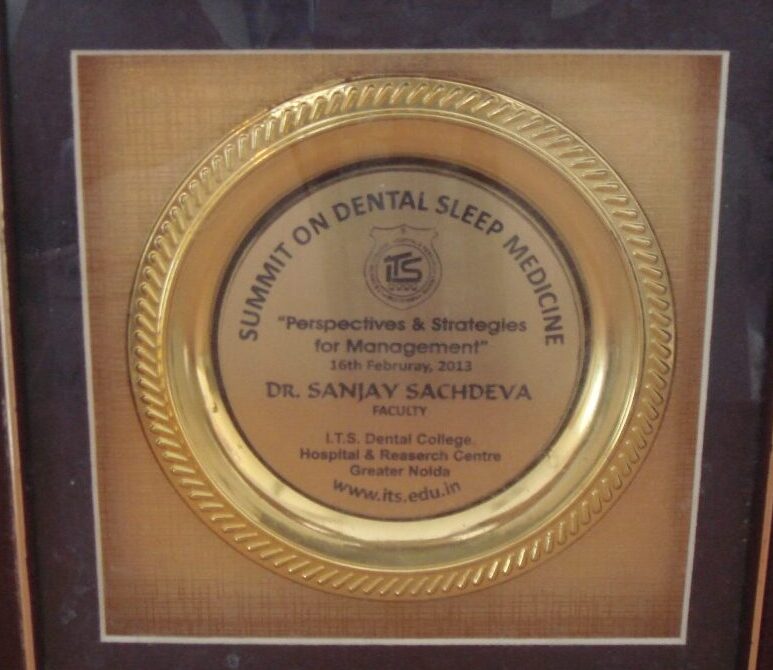 SUMMIT ON DENTAL SLEEP MEDICINE
ITS
"Perspectives & Strategies
for Management"
16th Februray, 2013
DR. SANJAY SACHDEVA
FACULTY
I.T.S. Dental College
Hospital & Reaserch Centre
Greater Noida
www.its.edu.in